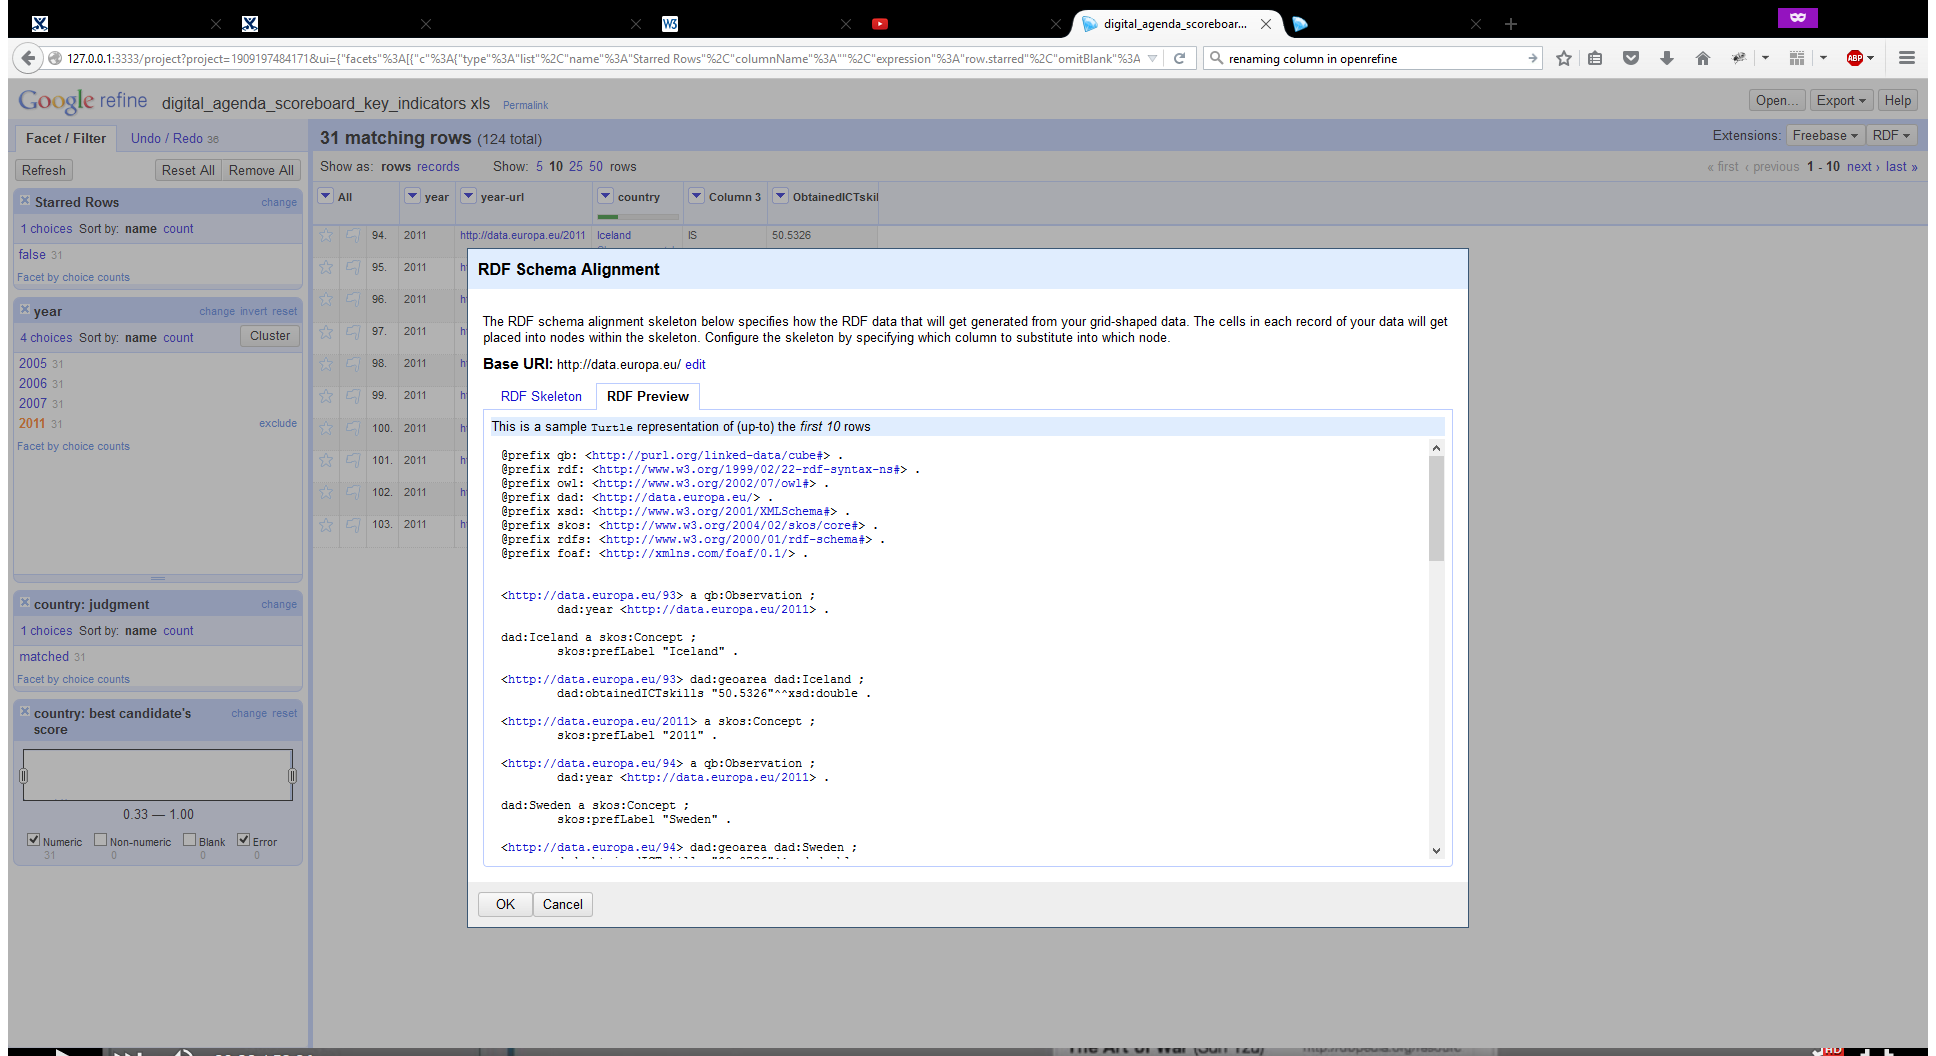 W3
digital_agenda_scoreboar...
127.0.0.1:3333/project?project=1909197484171&ui={"facets"%3A[{"c"%3A{"type"%3A"list"%2C"name"%3A"Starred Rows"%2C"columnName"%3A""%2C"expression"%3A"row.starred"%2C"omitBlank"%3A
renaming column in openrefine
ABP
Google refine digital_agenda_scoreboard_key_indicators xls Permalink
Open... Export Help
Facet / Filter Undo / Redo 36
31 matching rows (124 total)
Extensions: Freebase RDF
Refresh Reset All Remove All
Show as: rows records Show: 5 10 25 50 rows
« first ‹ previous 1 - 10 next › last »
Starred Rows change
1 choices Sort by: name count
false 31
Facet by choice counts
year change invert reset
4 choices Sort by: name count Cluster
2005 31
2006 31
2007 31
2011 31 exclude
Facet by choice counts
country: judgment change
1 choices Sort by: name count
matched 31
Facet by choice counts
country: best candidate's score change reset
0.33 — 1.00
Numeric Non-numeric Blank Error
31 0 0 0
All year year-url country Column 3 ObtainedICTskil
94. 2011 http://data.europa.eu/2011 Iceland IS 50.5326
95. 2011
96. 2011
97. 2011
98. 2011
99. 2011
100. 2011
101. 2011
102. 2011
103. 2011
RDF Schema Alignment
The RDF schema alignment skeleton below specifies how the RDF data that will get generated from your grid-shaped data. The cells in each record of your data will get
placed into nodes within the skeleton. Configure the skeleton by specifying which column to substitute into which node.
Base URI: http://data.europa.eu/ edit
RDF Skeleton RDF Preview
This is a sample Turtle representation of (up-to) the first 10 rows
@prefix qb: <http://purl.org/linked-data/cube#> .
@prefix rdf: <http://www.w3.org/1999/02/22-rdf-syntax-ns#> .
@prefix owl: <http://www.w3.org/2002/07/owl#> .
@prefix dad: <http://data.europa.eu/> .
@prefix xsd: <http://www.w3.org/2001/XMLSchema#> .
@prefix skos: <http://www.w3.org/2004/02/skos/core#> .
@prefix rdfs: <http://www.w3.org/2000/01/rdf-schema#> .
@prefix foaf: <http://xmlns.com/foaf/0.1/> .
<http://data.europa.eu/93> a qb:Observation ;
dad:year <http://data.europa.eu/2011> .
dad:Iceland a skos:Concept ;
skos:prefLabel "Iceland" .
<http://data.europa.eu/93> dad:geoarea dad:Iceland ;
dad:obtainedICTskills "50.5326"^^xsd:double .
<http://data.europa.eu/2011> a skos:Concept ;
skos:prefLabel "2011" .
<http://data.europa.eu/94> a qb:Observation ;
dad:year <http://data.europa.eu/2011> .
dad:Sweden a skos:Concept ;
skos:prefLabel "Sweden" .
<http://data.europa.eu/94> dad:geoarea dad:Sweden ;
OK Cancel
HD